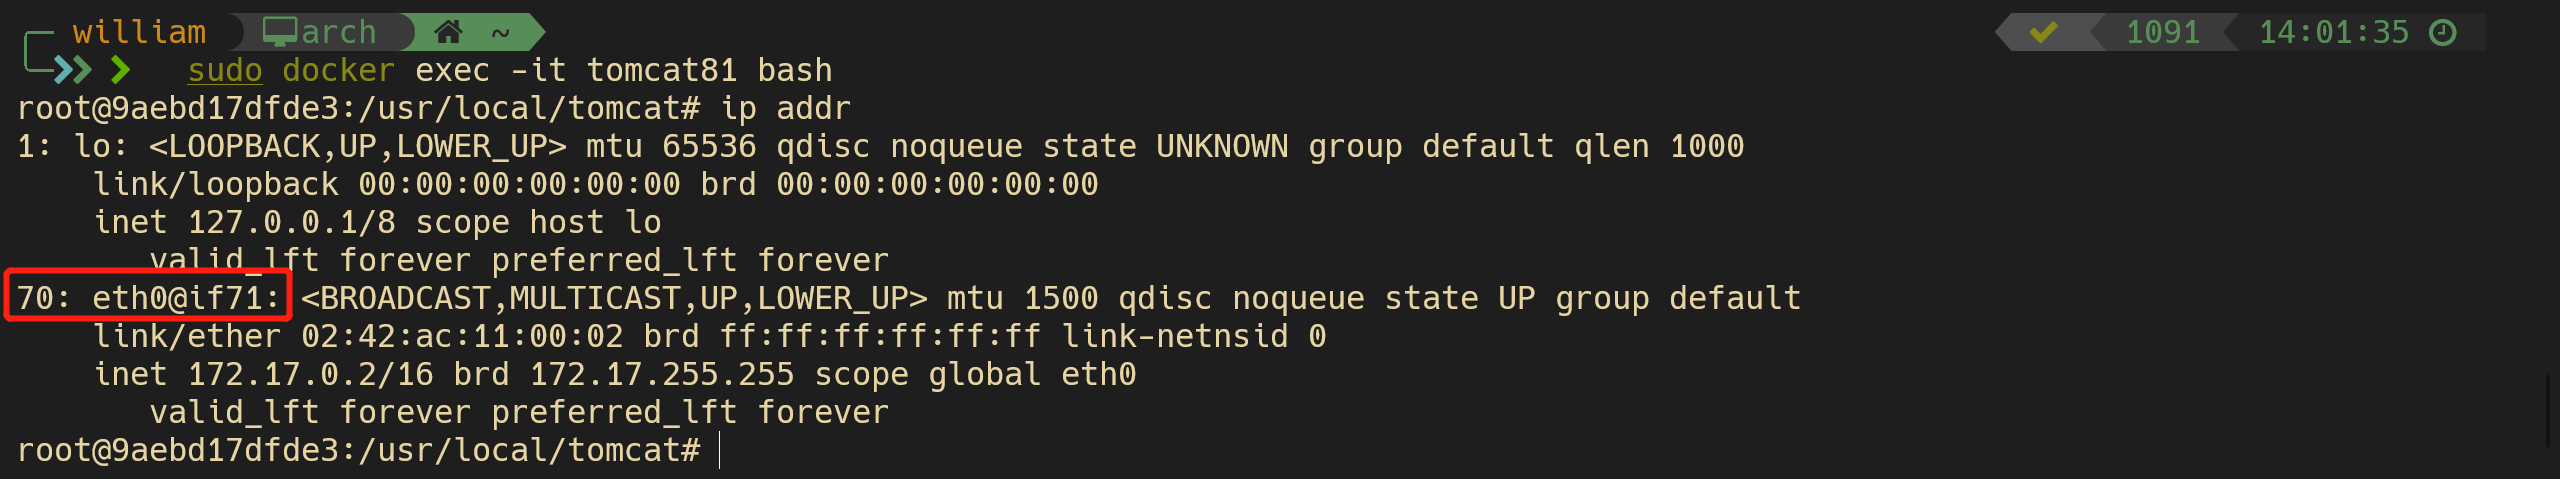 william arch ~ 1091 14:01:35
sudo docker exec -it tomcat81 bash
root@9aebd17dfde3:/usr/local/tomcat# ip addr
1: lo: <LOOPBACK,UP,LOWER_UP> mtu 65536 qdisc noqueue state UNKNOWN group default qlen 1000
    link/loopback 00:00:00:00:00:00 brd 00:00:00:00:00:00
    inet 127.0.0.1/8 scope host lo
       valid_lft forever preferred_lft forever
70: eth0@if71: <BROADCAST,MULTICAST,UP,LOWER_UP> mtu 1500 qdisc noqueue state UP group default
    link/ether 02:42:ac:11:00:02 brd ff:ff:ff:ff:ff:ff link-netnsid 0
    inet 172.17.0.2/16 brd 172.17.255.255 scope global eth0
       valid_lft forever preferred_lft forever
root@9aebd17dfde3:/usr/local/tomcat#